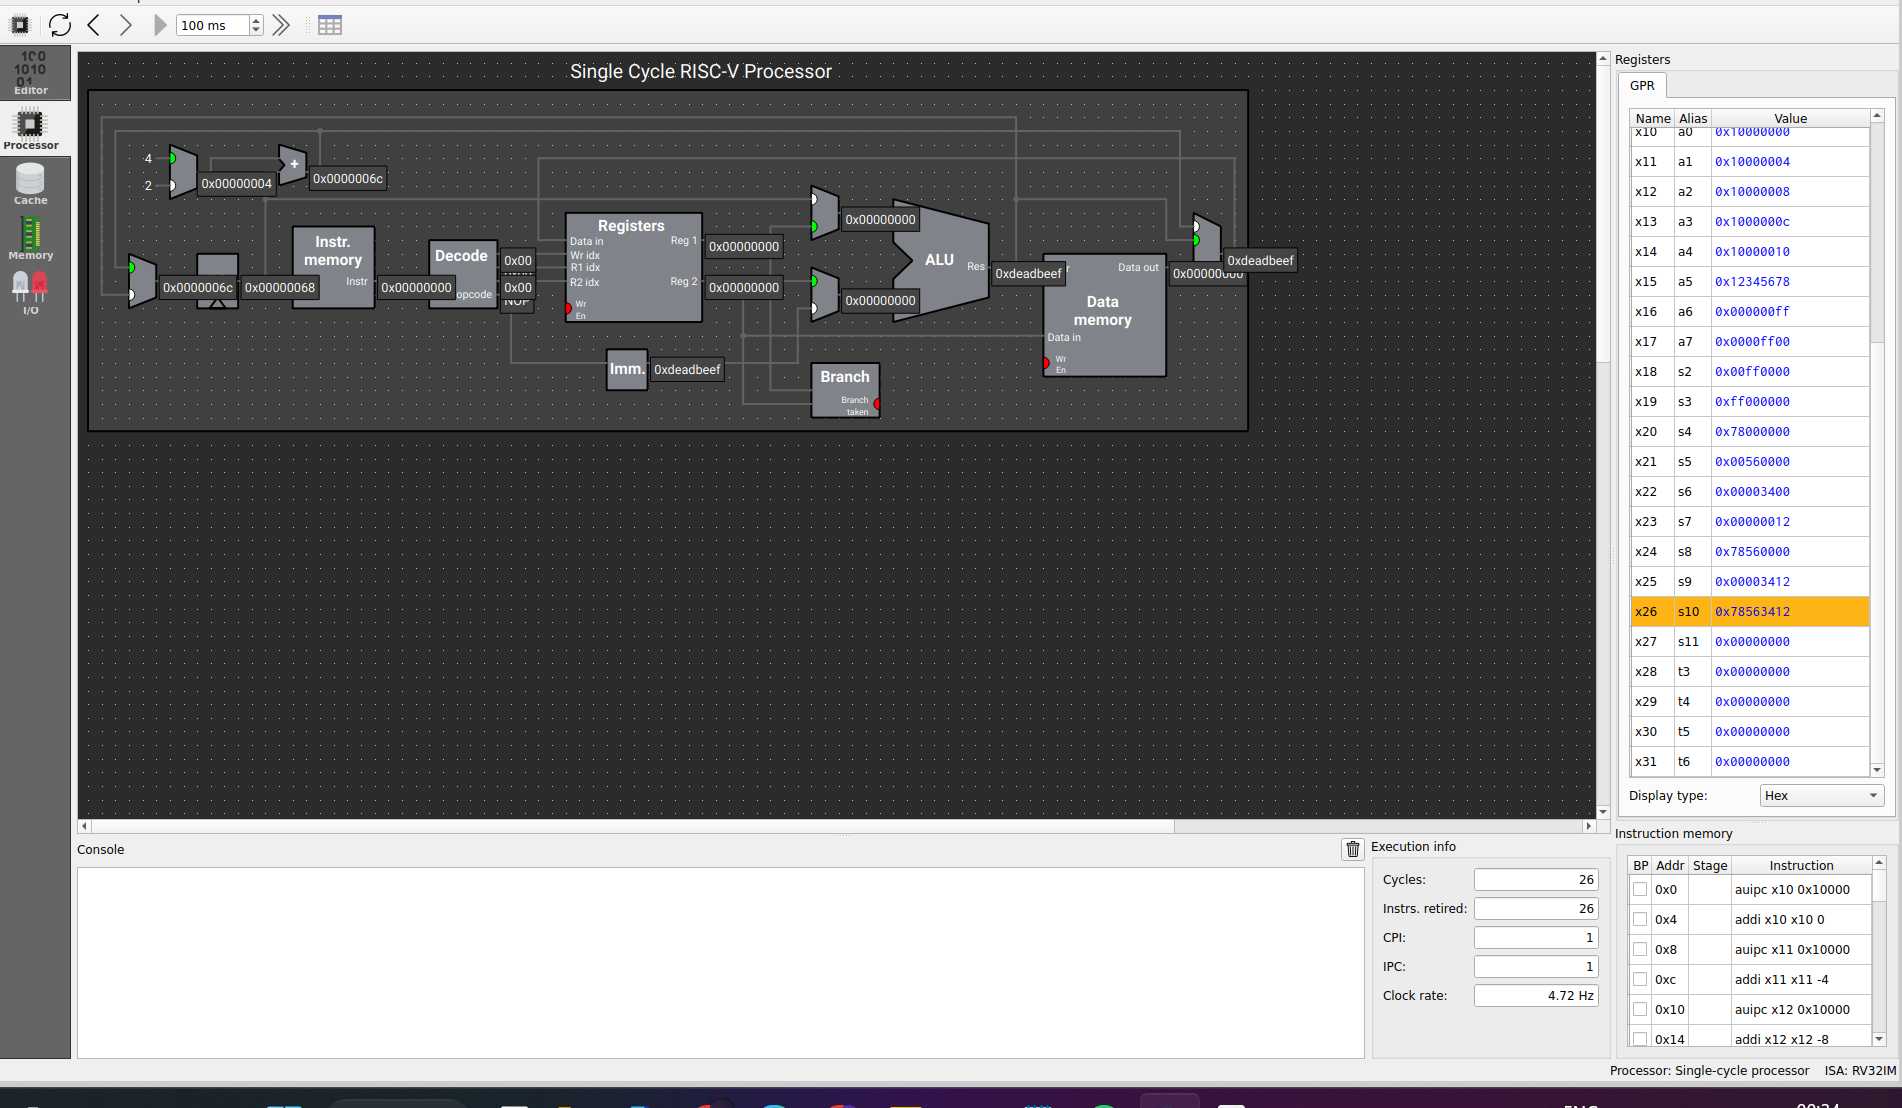 100 ms
100
1010
01
Editor
Processor
Cache
Memory
I/O
Single Cycle RISC-V Processor
4
2
0x00000004
+
0x0000006c
0x0000006c
0x00000068
Instr.
memory
Instr
0x00000000
Decode
opcode
0x00
0x00
NOP
Registers
Data in
Wr idx
R1 idx
R2 idx
Wr
En
Reg 1
Reg 2
0x00000000
0x00000000
Imm.
0xdeadbeef
0x00000000
0x00000000
ALU
Res
0xdeadbeef
Branch
Branch
taken
Data out
Data
memory
Data in
Wr
En
0x00000000
0xdeadbeef
Registers
GPR
Name Alias Value
x10 a0 0x10000000
x11 a1 0x10000004
x12 a2 0x10000008
x13 a3 0x1000000c
x14 a4 0x10000010
x15 a5 0x12345678
x16 a6 0x000000ff
x17 a7 0x0000ff00
x18 s2 0x00ff0000
x19 s3 0xff000000
x20 s4 0x78000000
x21 s5 0x00560000
x22 s6 0x00003400
x23 s7 0x00000012
x24 s8 0x78560000
x25 s9 0x00003412
x26 s10 0x78563412
x27 s11 0x00000000
x28 t3 0x00000000
x29 t4 0x00000000
x30 t5 0x00000000
x31 t6 0x00000000
Display type: Hex
Console
Execution info
Cycles: 26
Instrs. retired: 26
CPI: 1
IPC: 1
Clock rate: 4.72 Hz
Instruction memory
BP Addr Stage Instruction
0x0 auipc x10 0x10000
0x4 addi x10 x10 0
0x8 auipc x11 0x10000
0xc addi x11 x11 -4
0x10 auipc x12 0x10000
0x14 addi x12 x12 -8
Processor: Single-cycle processor ISA: RV32IM